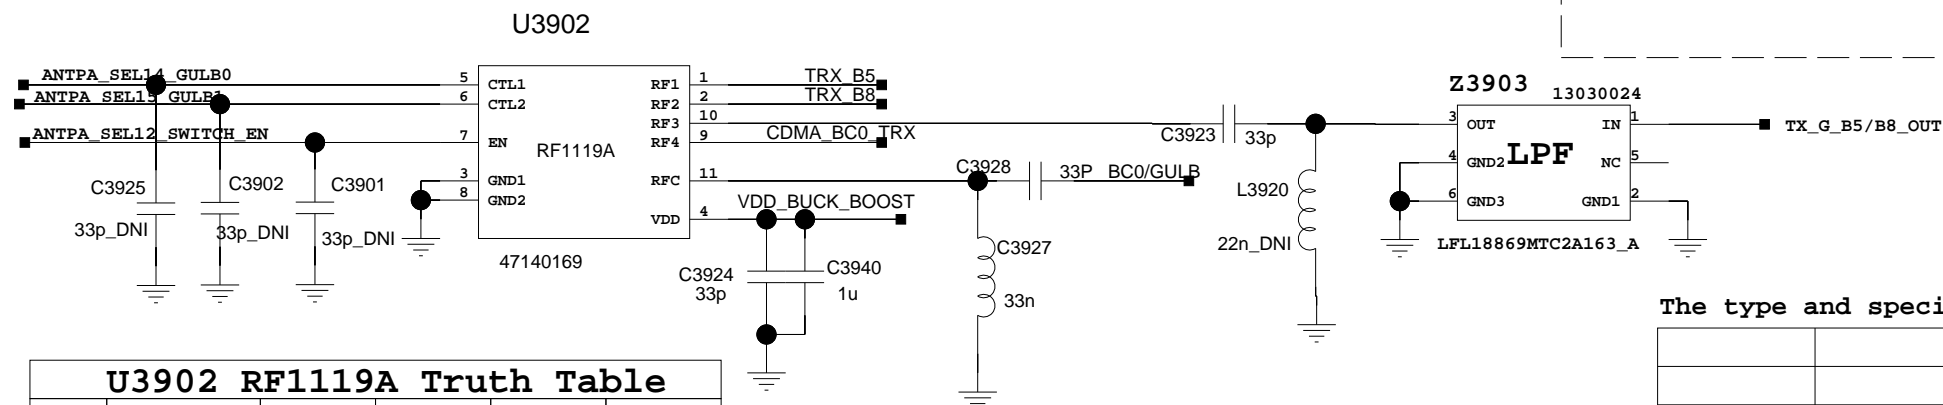 U3902
ANTPA_SEL14_GULB0
ANTPA_SEL15_GULB1
ANTPA_SEL12_SWITCH_EN
5
6
7
3
8
CTL1
CTL2
EN
GND1
GND2
RF1119A
RF1
RF2
RF3
RF4
RFC
VDD
1
2
10
9
11
4
47140169
TRX_B5
TRX_B8
CDMA_BC0_TRX
VDD_BUCK_BOOST
C3925
33p_DNI
C3902
33p_DNI
C3901
33p_DNI
C3924
33p
C3940
1u
C3928
33P
BC0/GULB
C3927
33n
C3923
33p
L3920
22n_DNI
Z3903
13030024
3
4
6
OUT
GND2
GND3
LPF
IN
NC
GND1
1
5
2
LFL18869MTC2A163_A
TX_G_B5/B8_OUT
The type and speci
U3902 RF1119A Truth Table